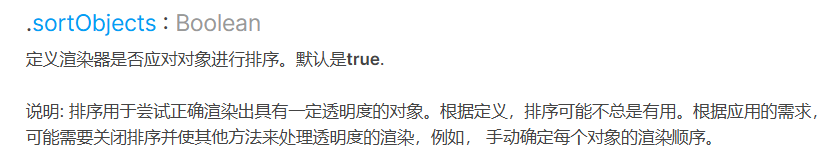 .sortObjects : Boolean
定义渲染器是否应对对象进行排序。默认是true.
说明: 排序用于尝试正确渲染出具有一定透明度的对象。根据定义，排序可能不总是有用。根据应用的需求，
可能需要关闭排序并使其他方法来处理透明度的渲染，例如， 手动确定每个对象的渲染顺序。